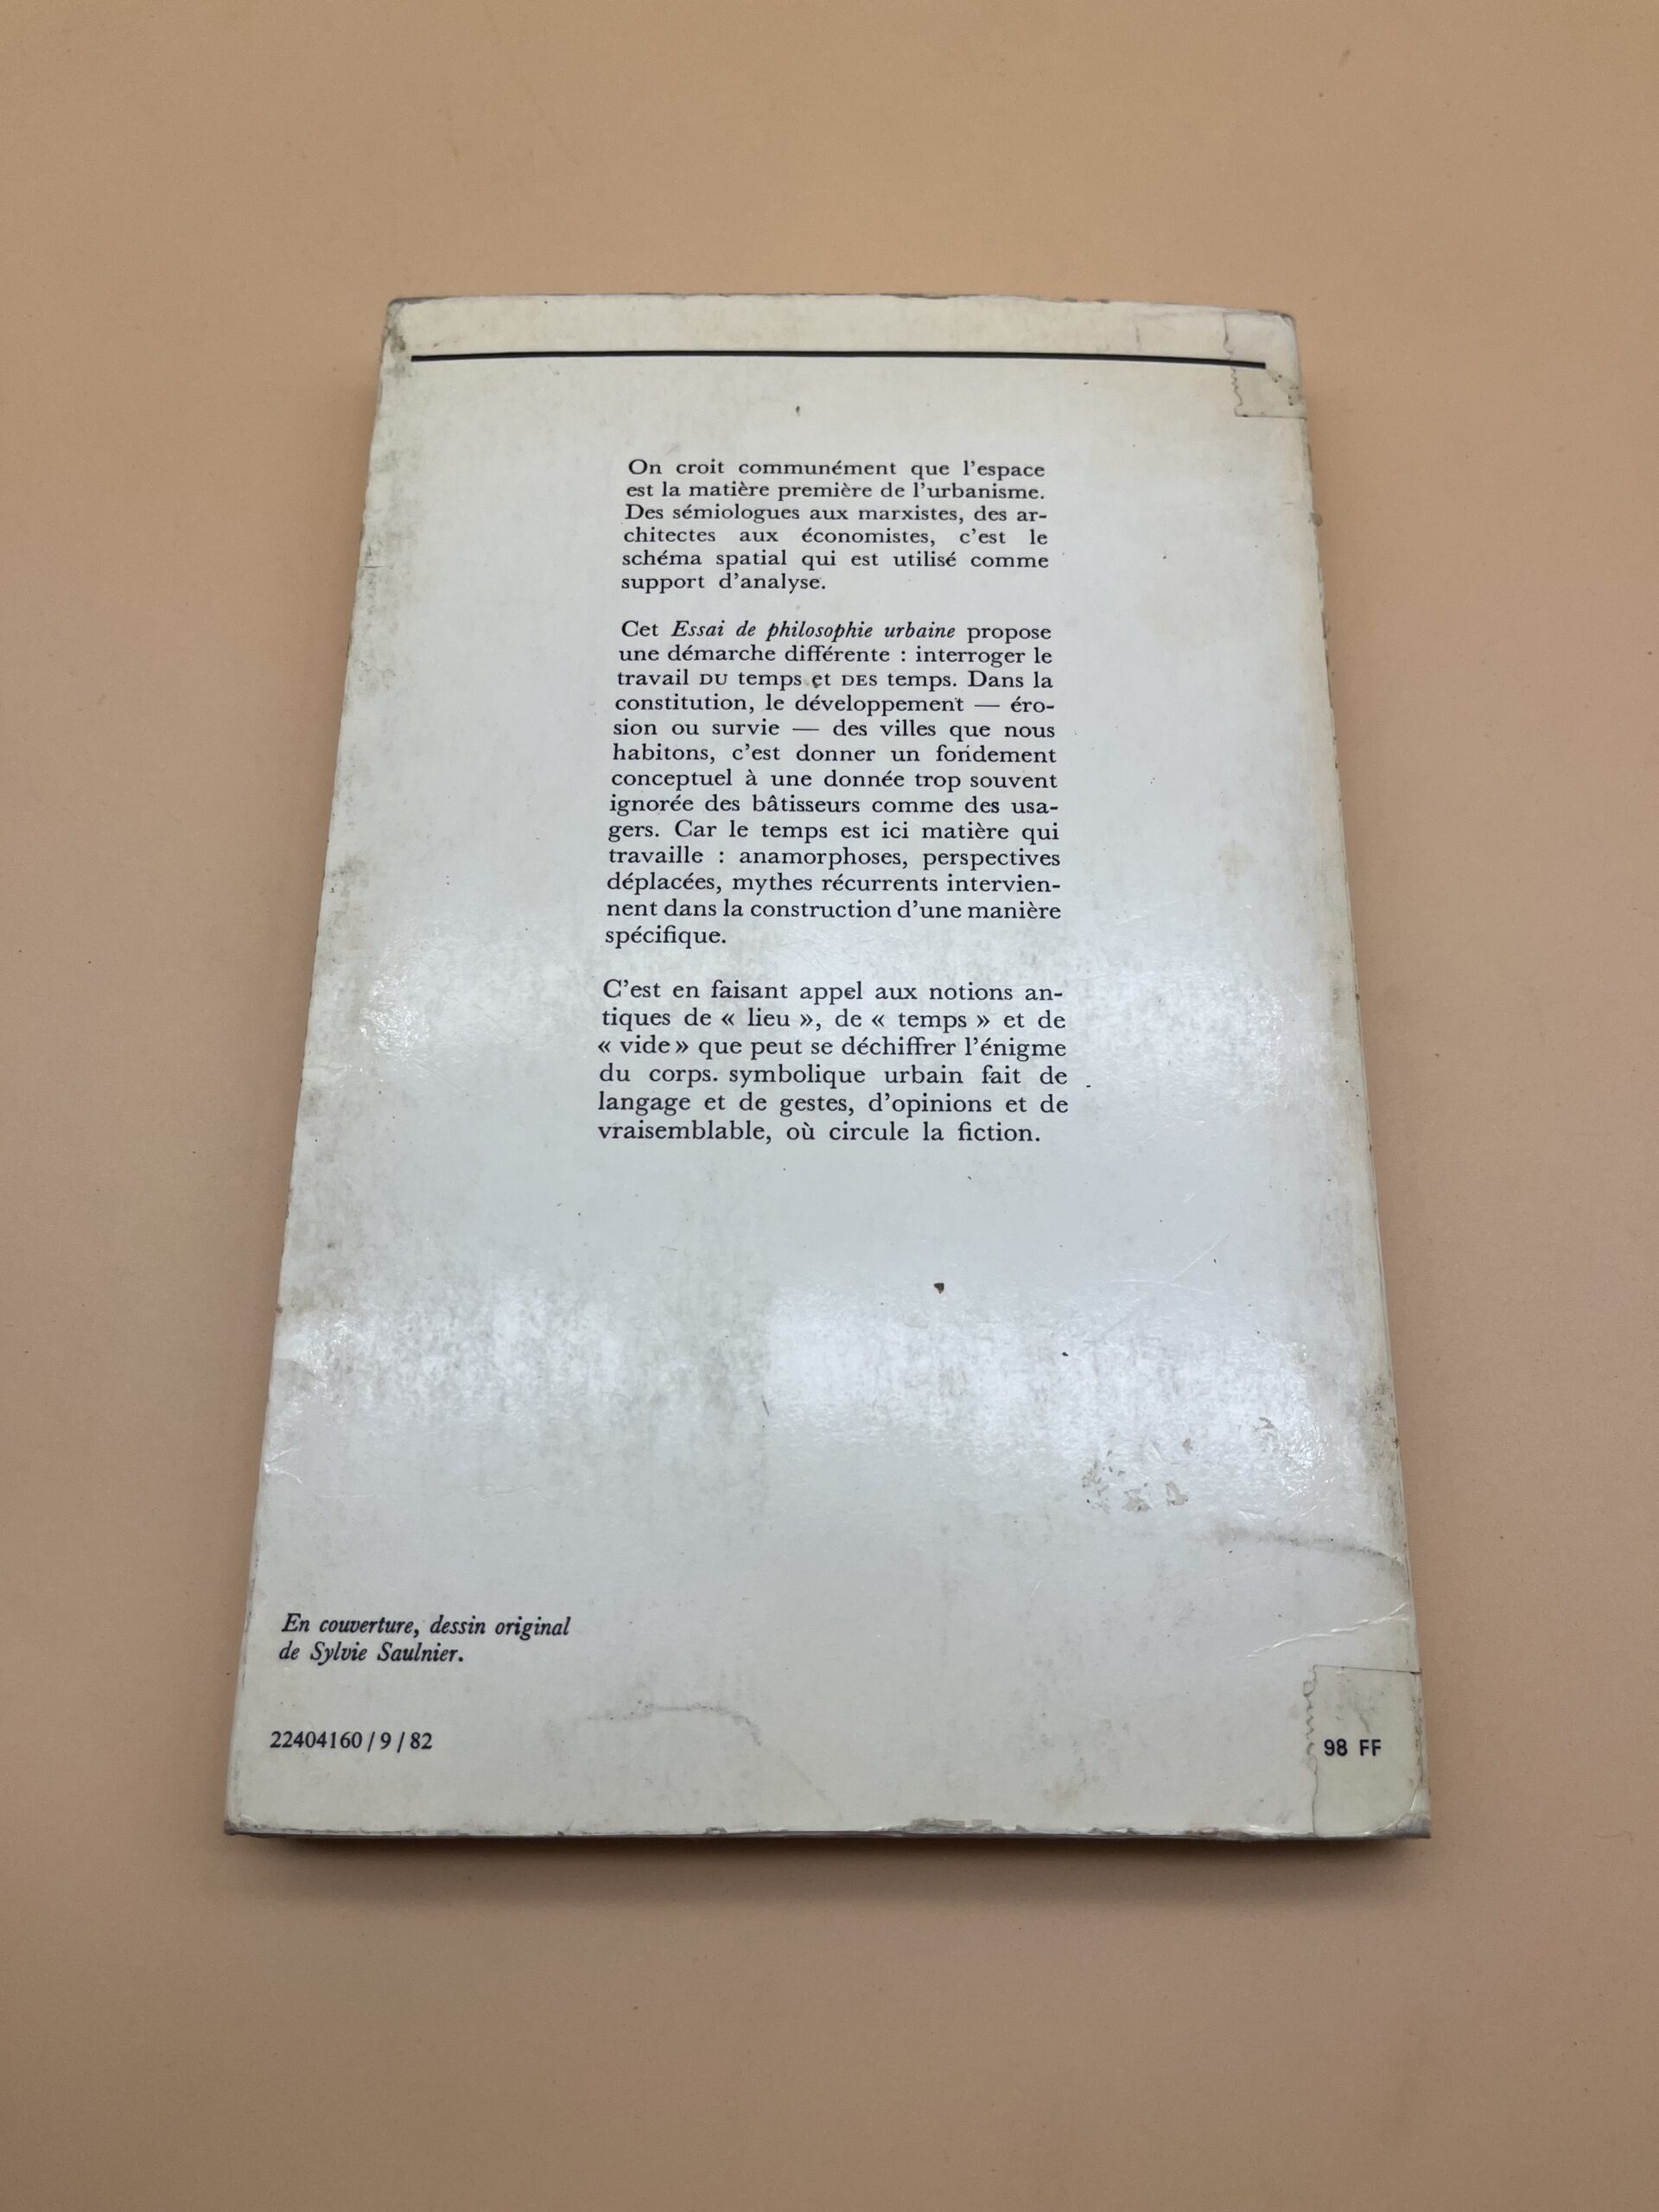 On croit communément que l'espace
est la matière première de l'urbanisme.
Des sémiologues aux marxistes, des ar-
chitectes aux économistes, c'est le
schéma spatial qui est utilisé comme
support d'analyse.
Cet Essai de philosophie urbaine propose
une démarche différente : interroger le
travail DU temps et DES temps. Dans la
constitution, le développement — éro-
sion ou survie — des villes que nous
habitons, c'est donner un fondement
conceptuel à une donnée trop souvent
ignorée des bâtisseurs comme des usa-
gers. Car le temps est ici matière qui
travaille : anamorphoses, perspectives
déplacées, mythes récurrents intervien-
nent dans la construction d'une manière
spécifique.
C'est en faisant appel aux notions an-
tiques de « lieu », de « temps » et de
« vide » que peut se déchiffrer l'énigme
du corps. symbolique urbain fait de
langage et de gestes, d'opinions et de
vraisemblable, où circule la fiction.
En couverture, dessin original
de Sylvie Saulnier.
22404160 / 9 / 82
98 FF